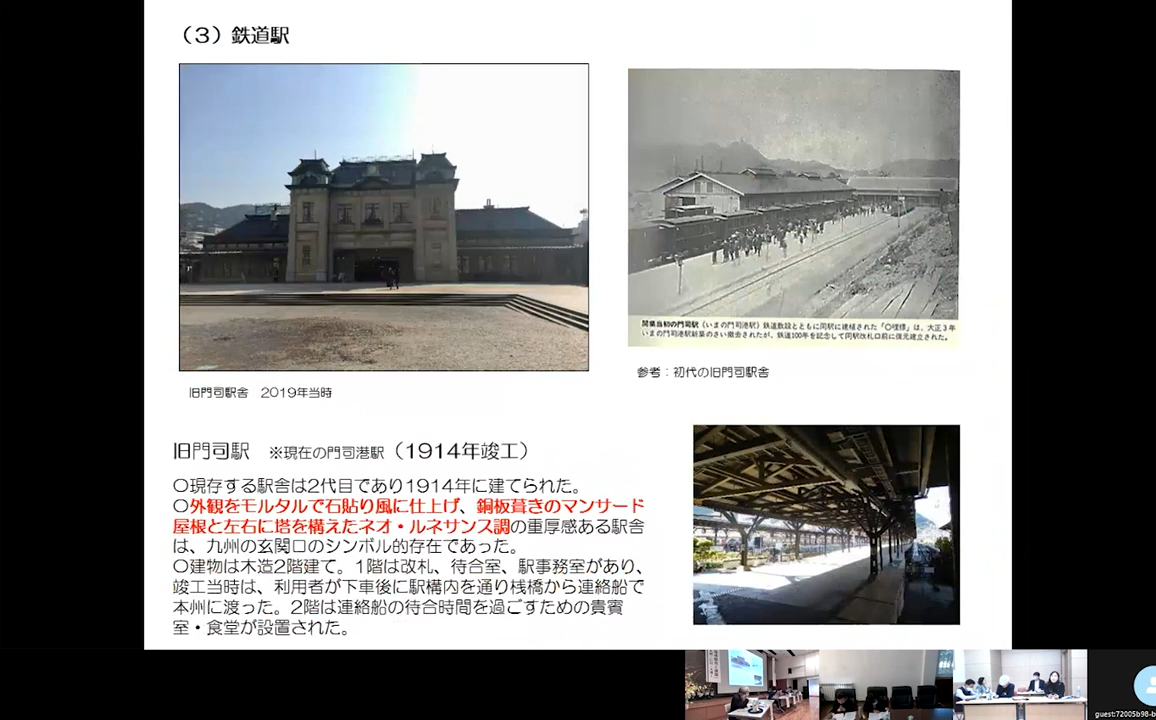 （3）鉄道駅
開業当初の門司駅（いまの門司港駅）鉄道敷設とともに同駅に建植された「〇哩標」は、大正3年
いまの門司港駅新築のさい撤去されたが、鉄道100年を記念して同駅改札口前に復元建立された。
旧門司駅舎　2019年当時
参考：初代の旧門司駅舎
旧門司駅　※現在の門司港駅（1914年竣工）
〇現存する駅舎は2代目であり1914年に建てられた。
〇外観をモルタルで石貼り風に仕上げ、銅板葺きのマンサード
屋根と左右に塔を構えたネオ・ルネサンス調の重厚感ある駅舎
は、九州の玄関口のシンボル的存在であった。
〇建物は木造2階建て。1階は改札、待合室、駅事務室があり、
竣工当時は、利用者が下車後に駅構内を通り桟橋から連絡船で
本州に渡った。2階は連絡船の待合時間を過ごすための貴賓
室・食堂が設置された。
guest:72005b98-b